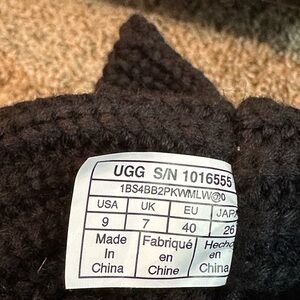 UGG S/N 1016555
1BS4BB2PKWMLW@0
USA UK EU JAPA
9 7 40 26
Made Fabriqué Hecho
in en en
China Chine China